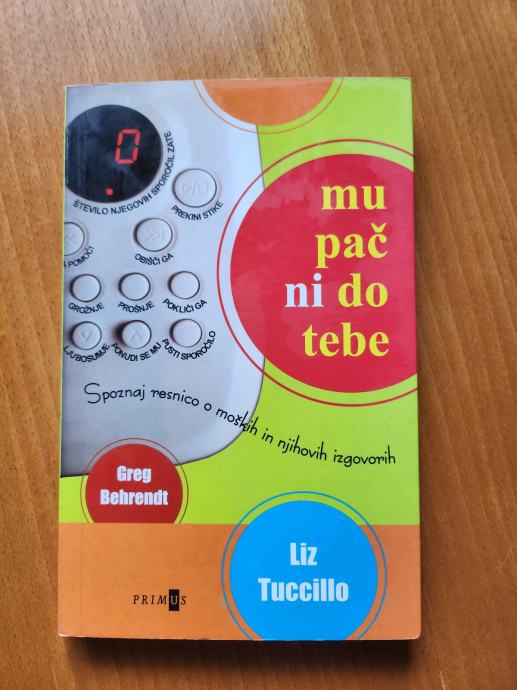 0
ŠTEVILO NJEGOVIH SPOROČIL ZATE
PREKINI STIKE
POMOČI
OBIŠČI GA
GROŽNJE
PROŠNJE
POKLIČI GA
LJUBOSUMJE
PONUDI SE MU
PUSTI SPOROČILO
mu
pač
ni do
tebe
Spoznaj resnico o moških in njihovih izgovorih
Greg
Behrendt
Liz
Tuccillo
PRIMUS